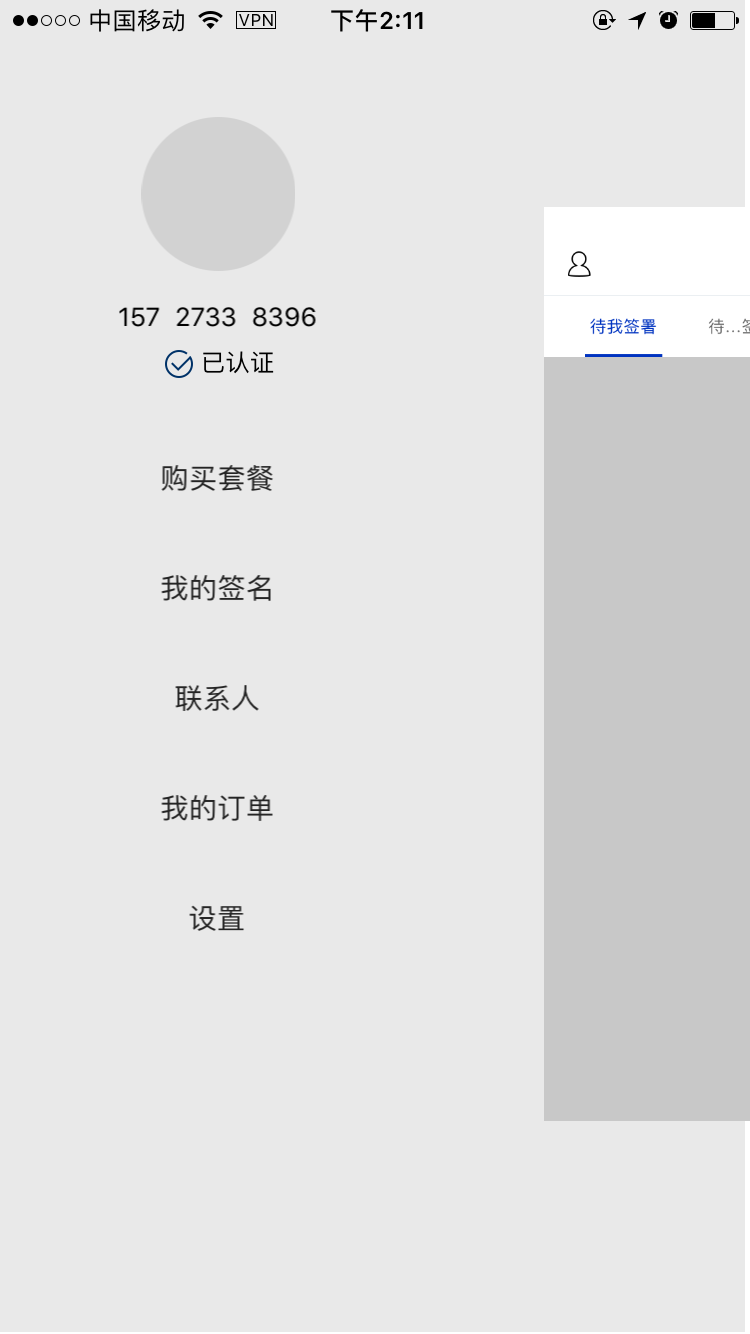 中国移动 VPN 下午2:11
157 2733 8396
已认证
购买套餐
我的签名
联系人
我的订单
设置
待我签署 待...签